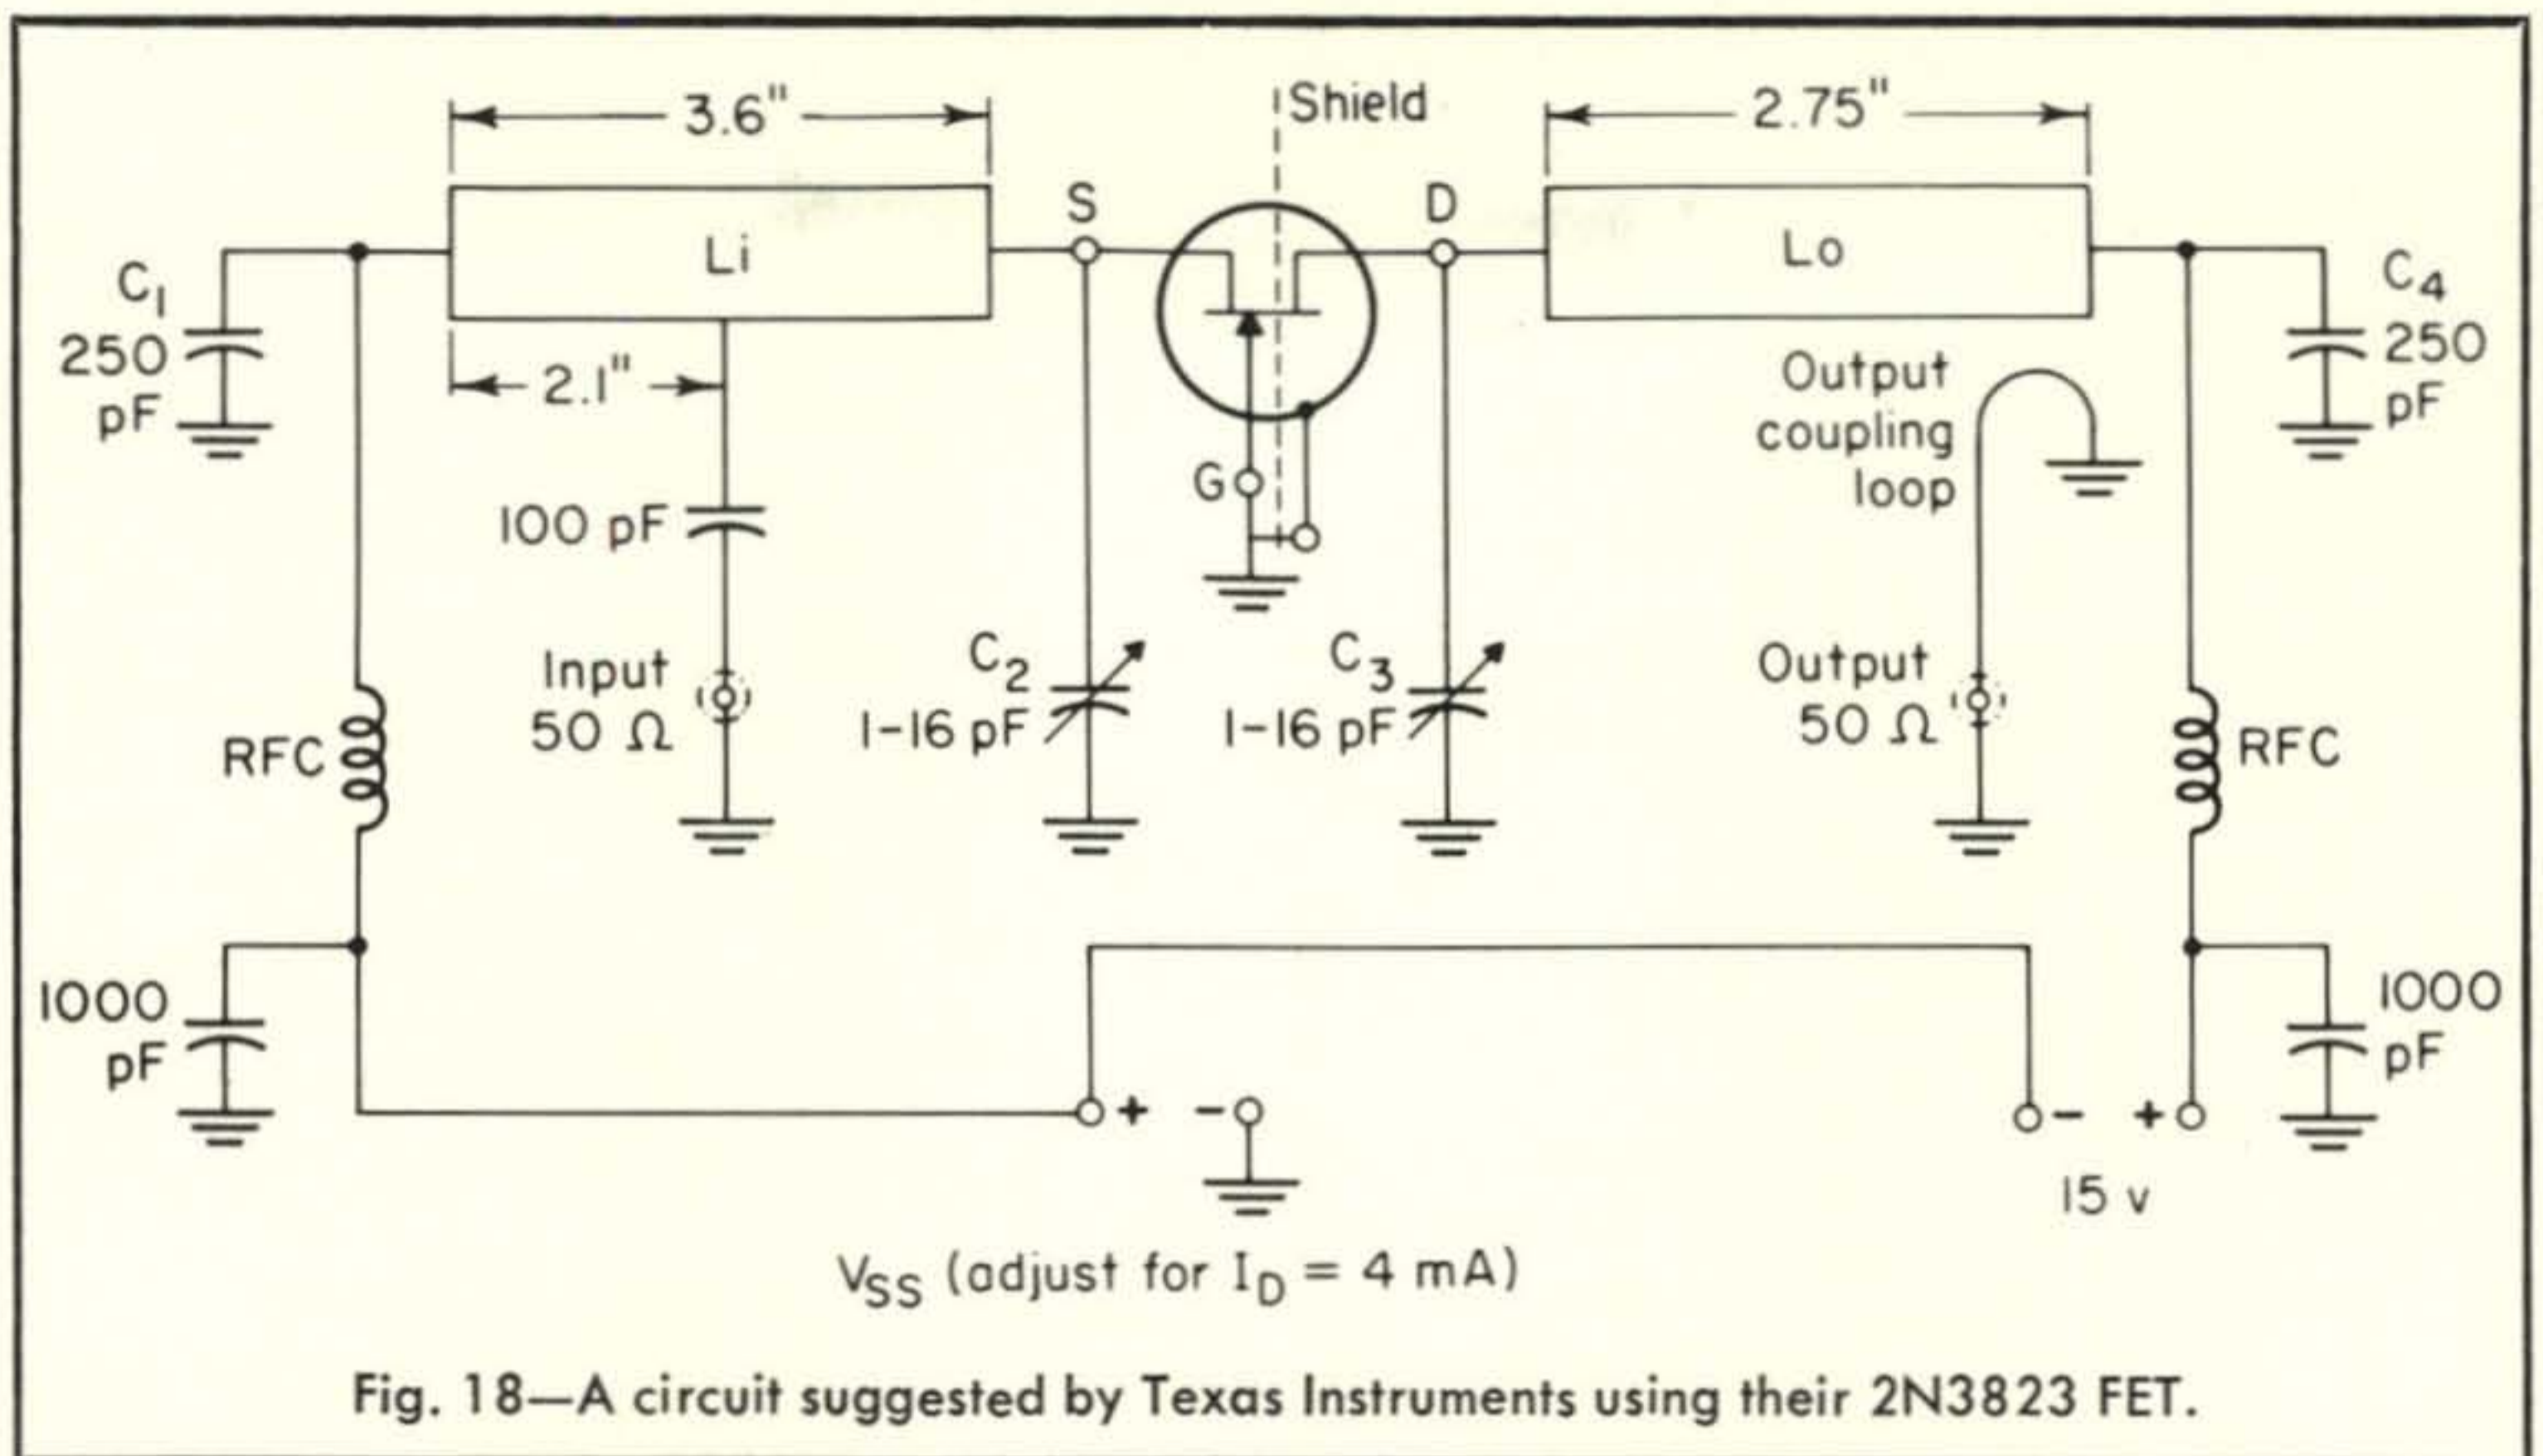 3.6"
Shield
2.75"
S
D
Li
Lo
C1
250
pF
C4
250
pF
2.1"
Output
coupling
loop
G
100 pF
Input
50 Ω
C2
1-16 pF
C3
1-16 pF
Output
50 Ω
RFC
RFC
1000
pF
1000
pF
+ -
- +
15 v
VSS (adjust for ID = 4 mA)
Fig. 18—A circuit suggested by Texas Instruments using their 2N3823 FET.